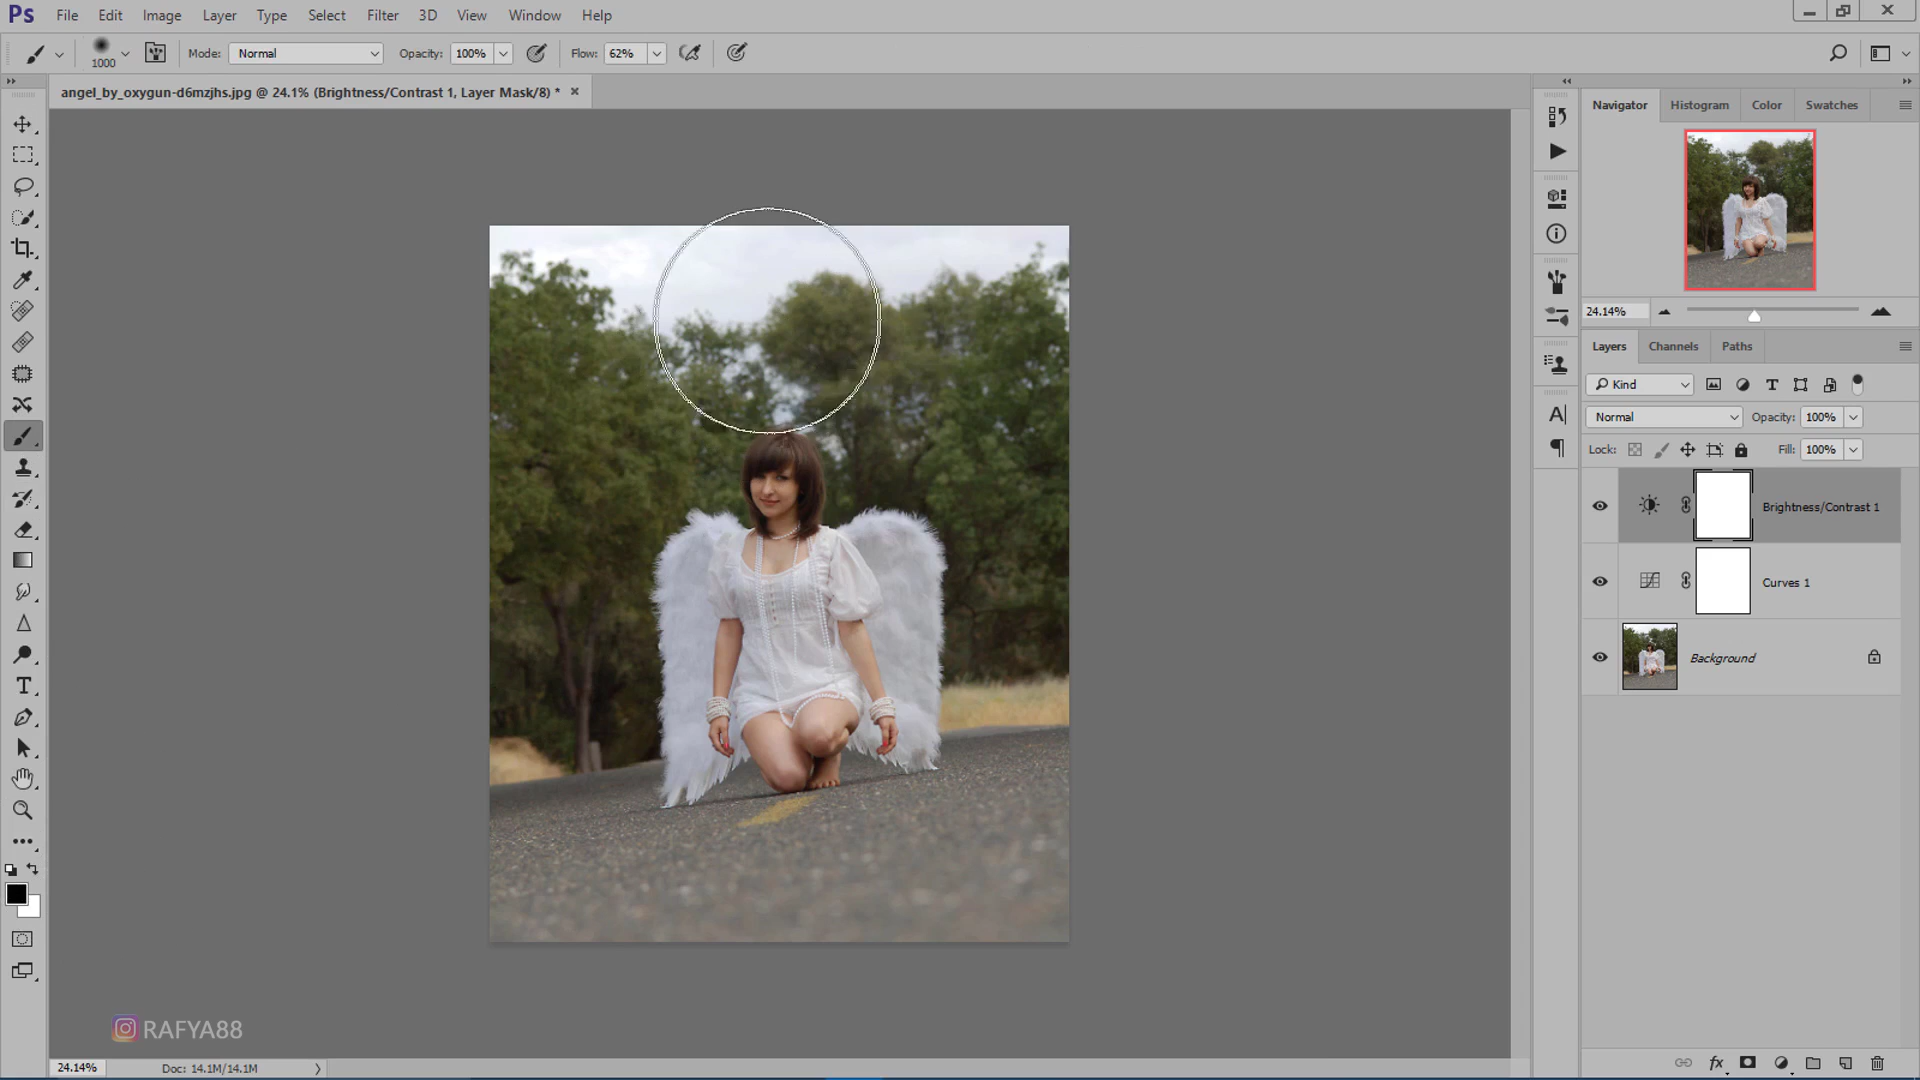 Ps File Edit Image Layer Type Select Filter 3D View Window Help
1000 Mode: Normal Opacity: 100% Flow: 62%
angel_by_oxygun-d6mzjhs.jpg @ 24.1% (Brightness/Contrast 1, Layer Mask/8) *
Navigator Histogram Color Swatches
24.14%
Layers Channels Paths
Kind
Normal Opacity: 100%
Lock: Fill: 100%
Brightness/Contrast 1
Curves 1
Background
RAFYA88
24.14% Doc: 14.1M/14.1M